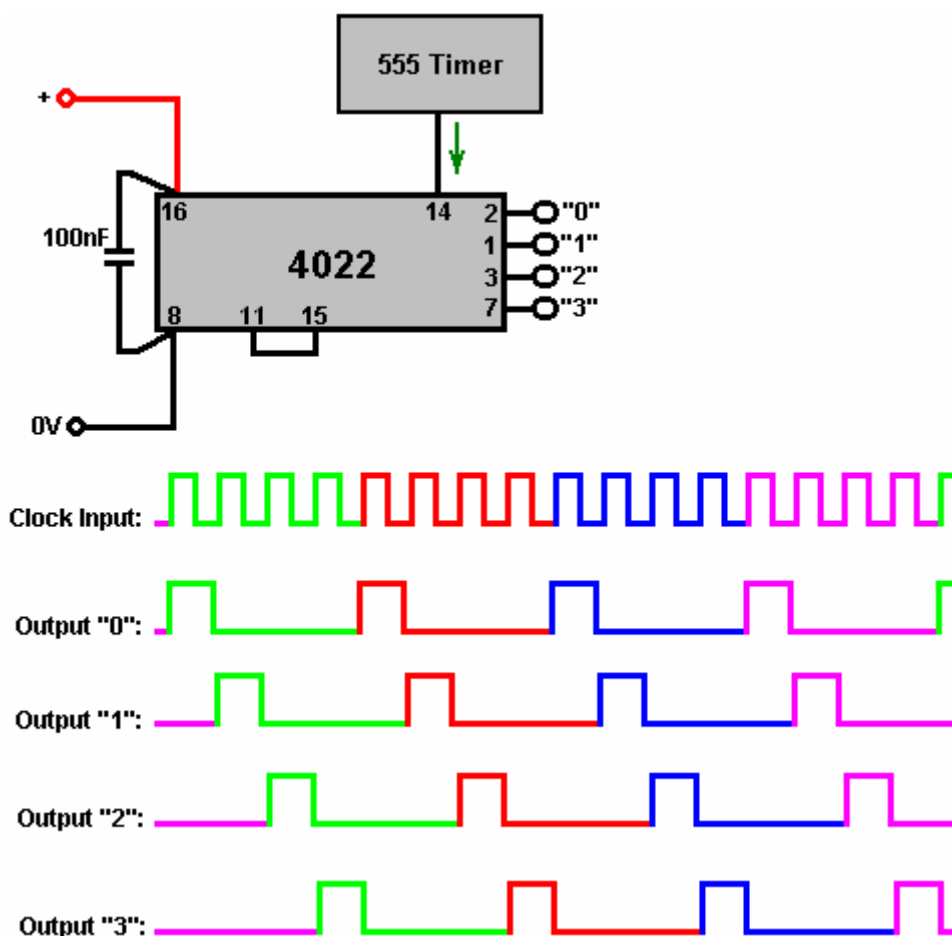 555 Timer
+
16
14
2
"0"
100nF
4022
1
"1"
3
"2"
8
11
15
7
"3"
0V
Clock Input:
Output "0":
Output "1":
Output "2":
Output "3":